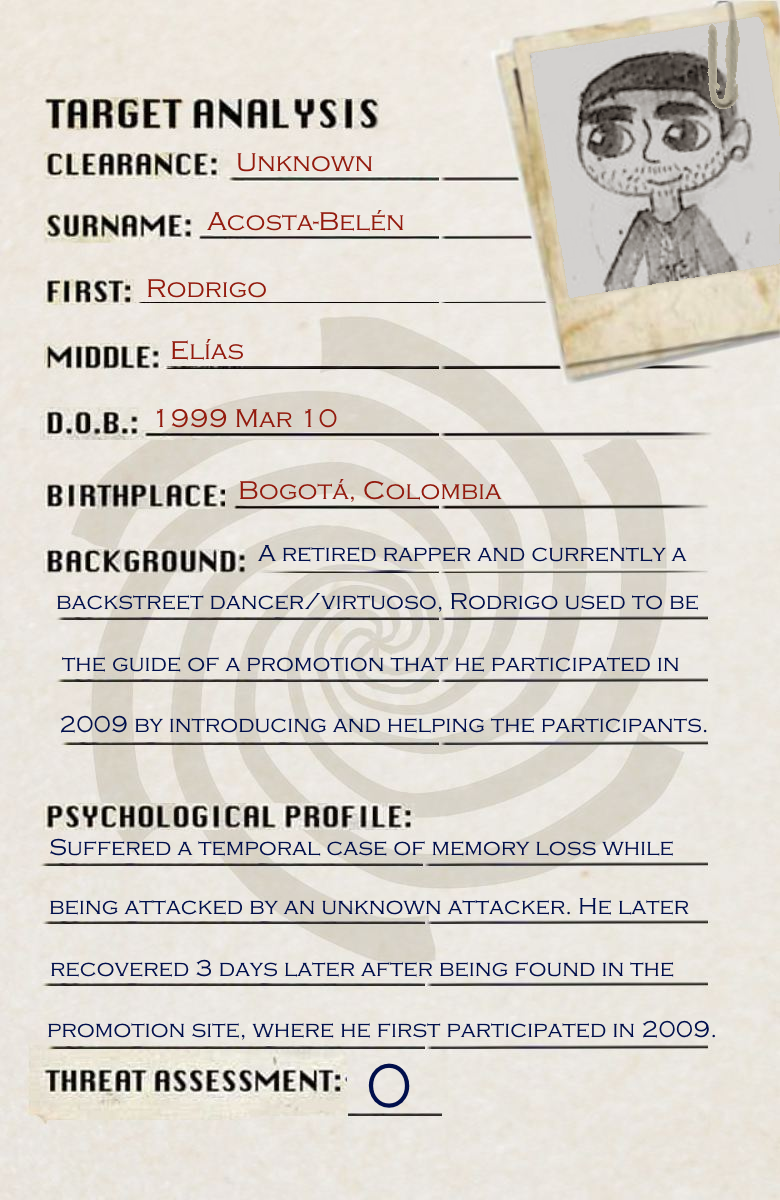 TARGET ANALYSIS
CLEARANCE: Unknown
SURNAME: Acosta-Belén
FIRST: Rodrigo
MIDDLE: Elías
D.O.B.: 1999 Mar 10
BIRTHPLACE: Bogotá, Colombia
BACKGROUND: A retired rapper and currently a
backstreet dancer/virtuoso, Rodrigo used to be
the guide of a promotion that he participated in
2009 by introducing and helping the participants.
PSYCHOLOGICAL PROFILE:
Suffered a temporal case of memory loss while
being attacked by an unknown attacker. He later
recovered 3 days later after being found in the
promotion site, where he first participated in 2009.
THREAT ASSESSMENT: O